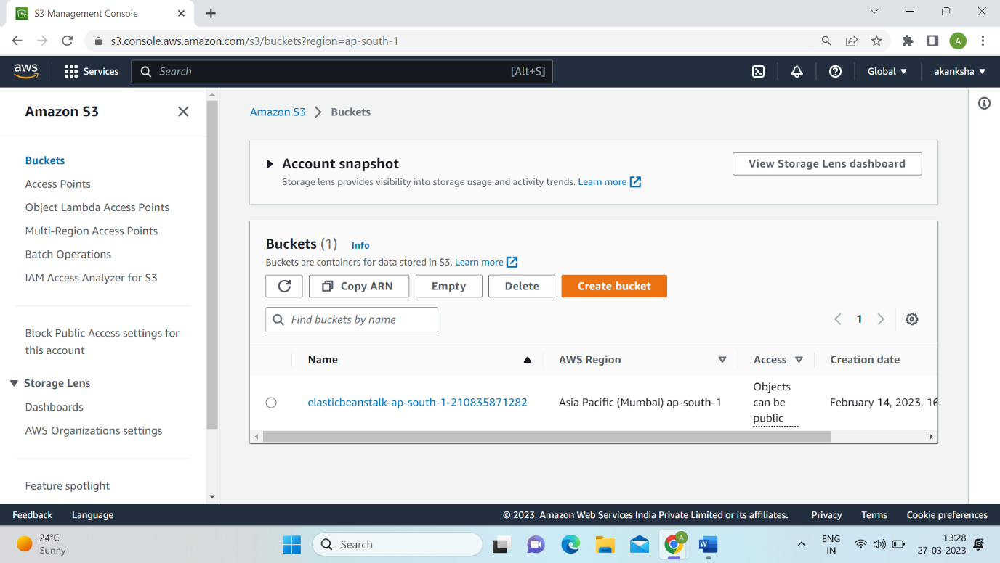 S3 Management Console
s3.console.aws.amazon.com/s3/buckets?region=ap-south-1
A
aws
Services
Search
[Alt+S]
Global
akanksha
Amazon S3
Buckets
Access Points
Object Lambda Access Points
Multi-Region Access Points
Batch Operations
IAM Access Analyzer for S3
Block Public Access settings for
this account
Storage Lens
Dashboards
AWS Organizations settings
Feature spotlight
Amazon S3 > Buckets
Account snapshot
Storage lens provides visibility into storage usage and activity trends. Learn more
View Storage Lens dashboard
Buckets (1) Info
Buckets are containers for data stored in S3. Learn more
Copy ARN
Empty
Delete
Create bucket
Find buckets by name
1
Name
AWS Region
Access
Creation date
elasticbeanstalk-ap-south-1-210835871282
Asia Pacific (Mumbai) ap-south-1
Objects
can be
public
February 14, 2023, 16
Feedback
Language
© 2023, Amazon Web Services India Private Limited or its affiliates.
Privacy
Terms
Cookie preferences
24°C
Sunny
Search
A
W
ENG
IN
13:28
27-03-2023